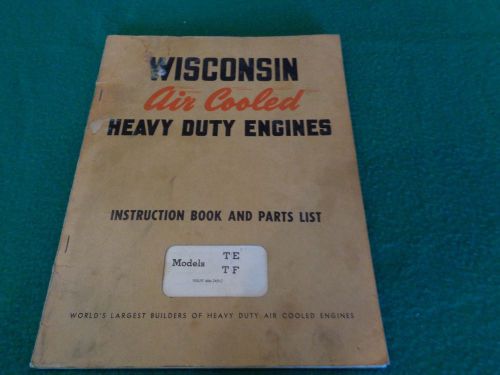 WISCONSIN
Air Cooled
HEAVY DUTY ENGINES
INSTRUCTION BOOK AND PARTS LIST
Models TE
TF
WORLD'S LARGEST BUILDERS OF HEAVY DUTY AIR COOLED ENGINES